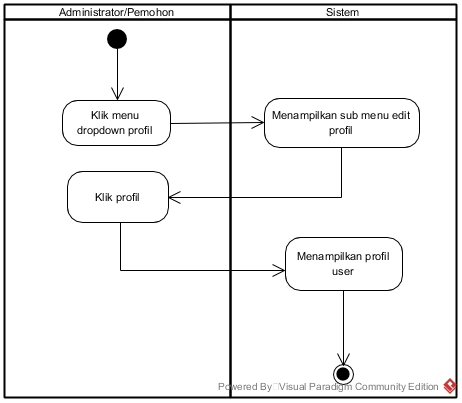 Administrator/Pemohon
Sistem
Klik menu
dropdown profil
Menampilkan sub menu edit
profil
Klik profil
Menampilkan profil
user
Powered By Visual Paradigm Community Edition